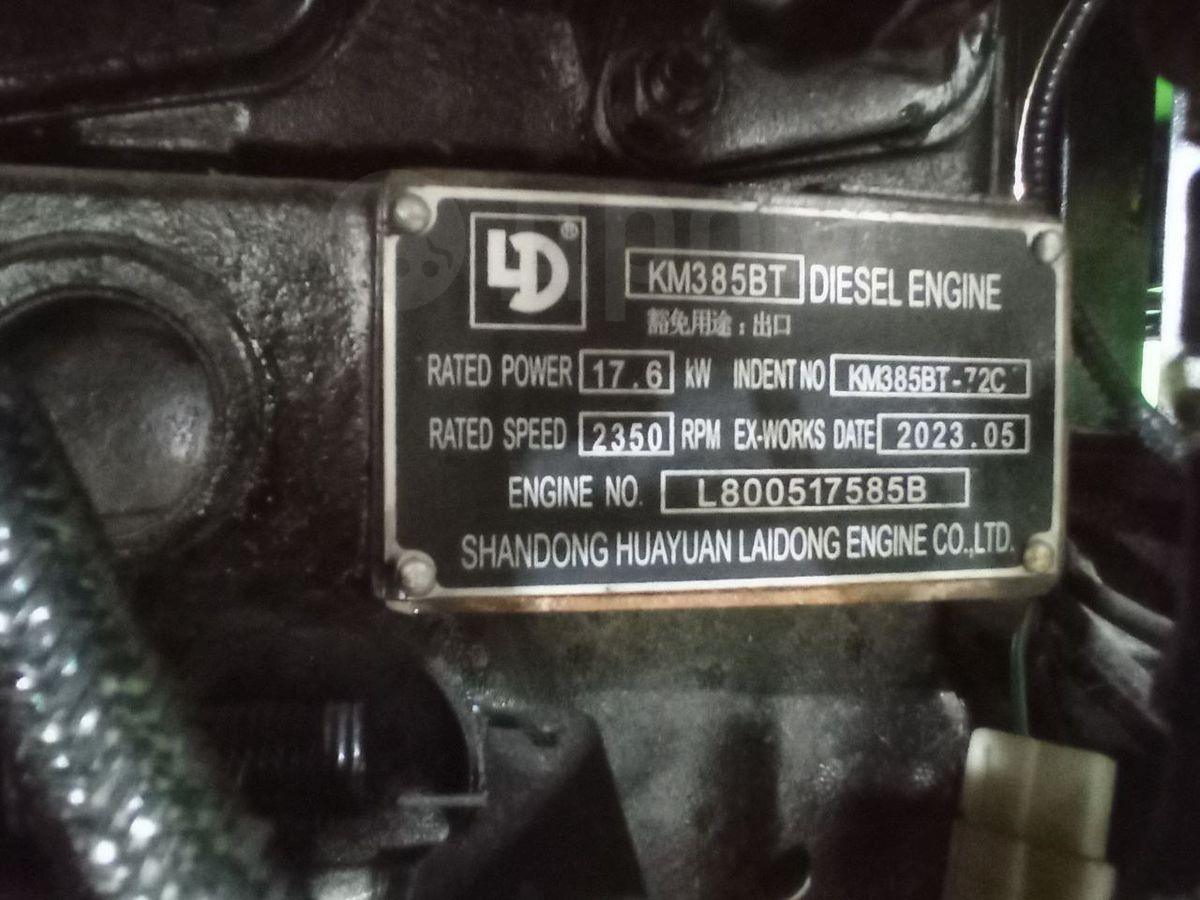 LD®
KM385BT DIESEL ENGINE
豁免用途：出口
RATED POWER 17.6 kW INDENT NO KM385BT-72C
RATED SPEED 2350 RPM EX-WORKS DATE 2023.05
ENGINE NO. L800517585B
SHANDONG HUAYUAN LAIDONG ENGINE CO.,LTD.